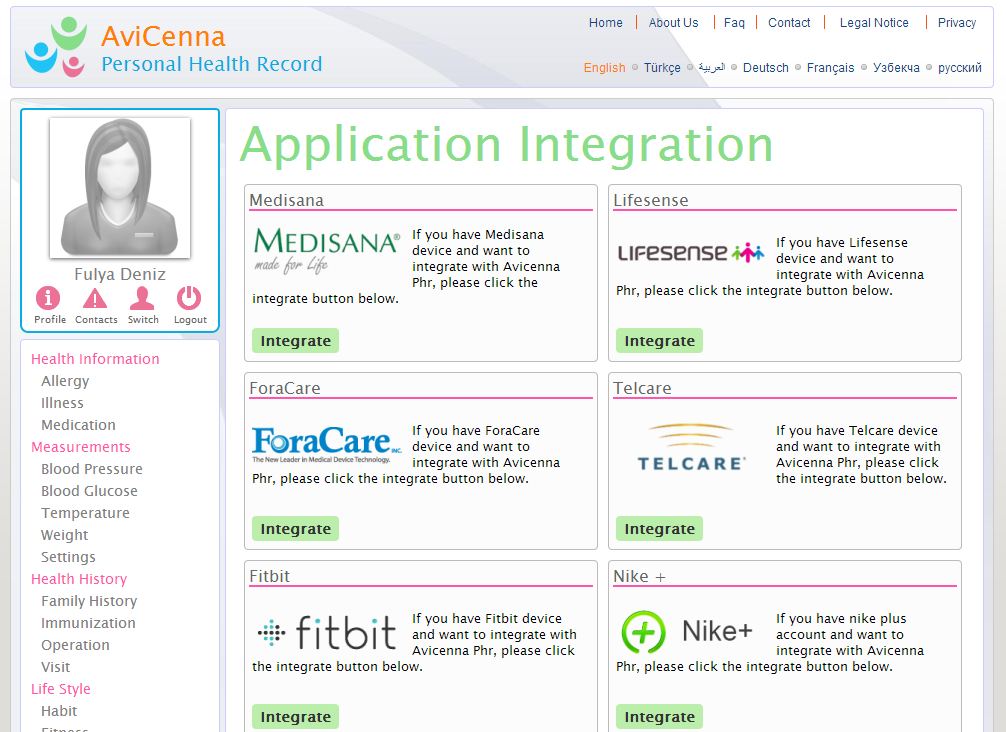 AviCenna
Personal Health Record
Home
About Us
Faq
Contact
Legal Notice
Privacy
English
Türkçe
العربية
Deutsch
Français
Узбекча
русский
Fulya Deniz
Profile
Contacts
Switch
Logout
Health Information
Allergy
Illness
Medication
Measurements
Blood Pressure
Blood Glucose
Temperature
Weight
Settings
Health History
Family History
Immunization
Operation
Visit
Life Style
Habit
Fitness
Application Integration
Medisana
MEDISANA®
made for life
If you have Medisana
device and want to
integrate with Avicenna
Phr, please click the
integrate button below.
Integrate
Lifesense
LIFESENSE
If you have Lifesense
device and want to
integrate with Avicenna
Phr, please click the integrate button below.
Integrate
ForaCare
ForaCare INC.
The New Leader in Medical Device Technology.
If you have ForaCare
device and want to
integrate with Avicenna
Phr, please click the integrate button below.
Integrate
Telcare
TELCARE
If you have Telcare device
and want to integrate with
Avicenna Phr, please click
the integrate button below.
Integrate
Fitbit
fitbit
If you have Fitbit device
and want to integrate with
Avicenna Phr, please click
the integrate button below.
Integrate
Nike +
Nike+
If you have nike plus
account and want to
integrate with Avicenna
Phr, please click the integrate button below.
Integrate